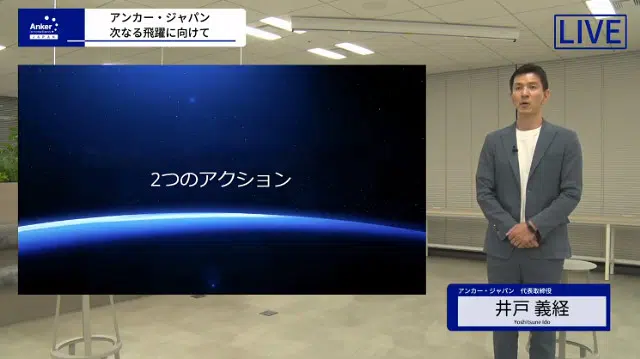 Anker
JAPAN
アンカー・ジャパン
次なる飛躍に向けて
LIVE
2つのアクション
アンカー・ジャパン 代表取締役
井戸 義経
Yoshitsune Ido